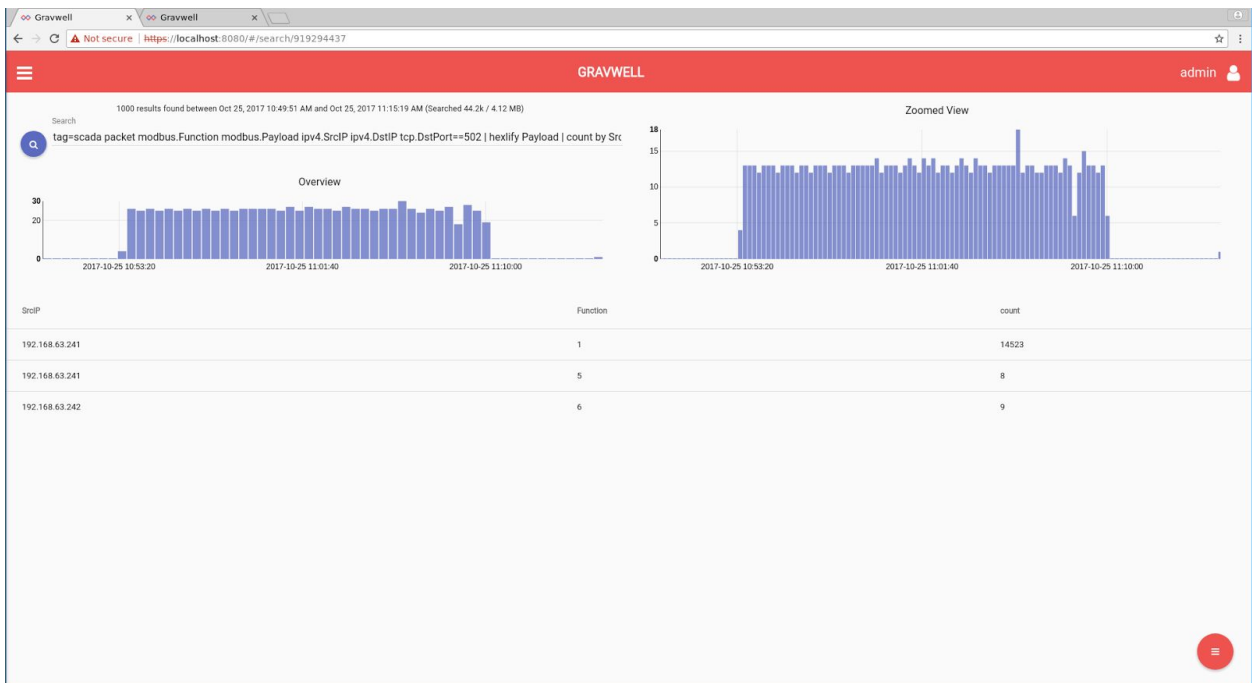 Gravwell
Gravwell
Not secure | https://localhost:8080/#/search/919294437
GRAVWELL
admin
1000 results found between Oct 25, 2017 10:49:51 AM and Oct 25, 2017 11:15:19 AM (Searched 44.2k / 4.12 MB)
Search
tag=scada packet modbus.Function modbus.Payload ipv4.SrcIP ipv4.DstIP tcp.DstPort==502 | hexlify Payload | count by Src
Overview
30
20
0
2017-10-25 10:53:20
2017-10-25 11:01:40
2017-10-25 11:10:00
Zoomed View
18
15
10
5
0
2017-10-25 10:53:20
2017-10-25 11:01:40
2017-10-25 11:10:00
SrcIP Function count
192.168.63.241 1 14523
192.168.63.241 5 8
192.168.63.242 6 9